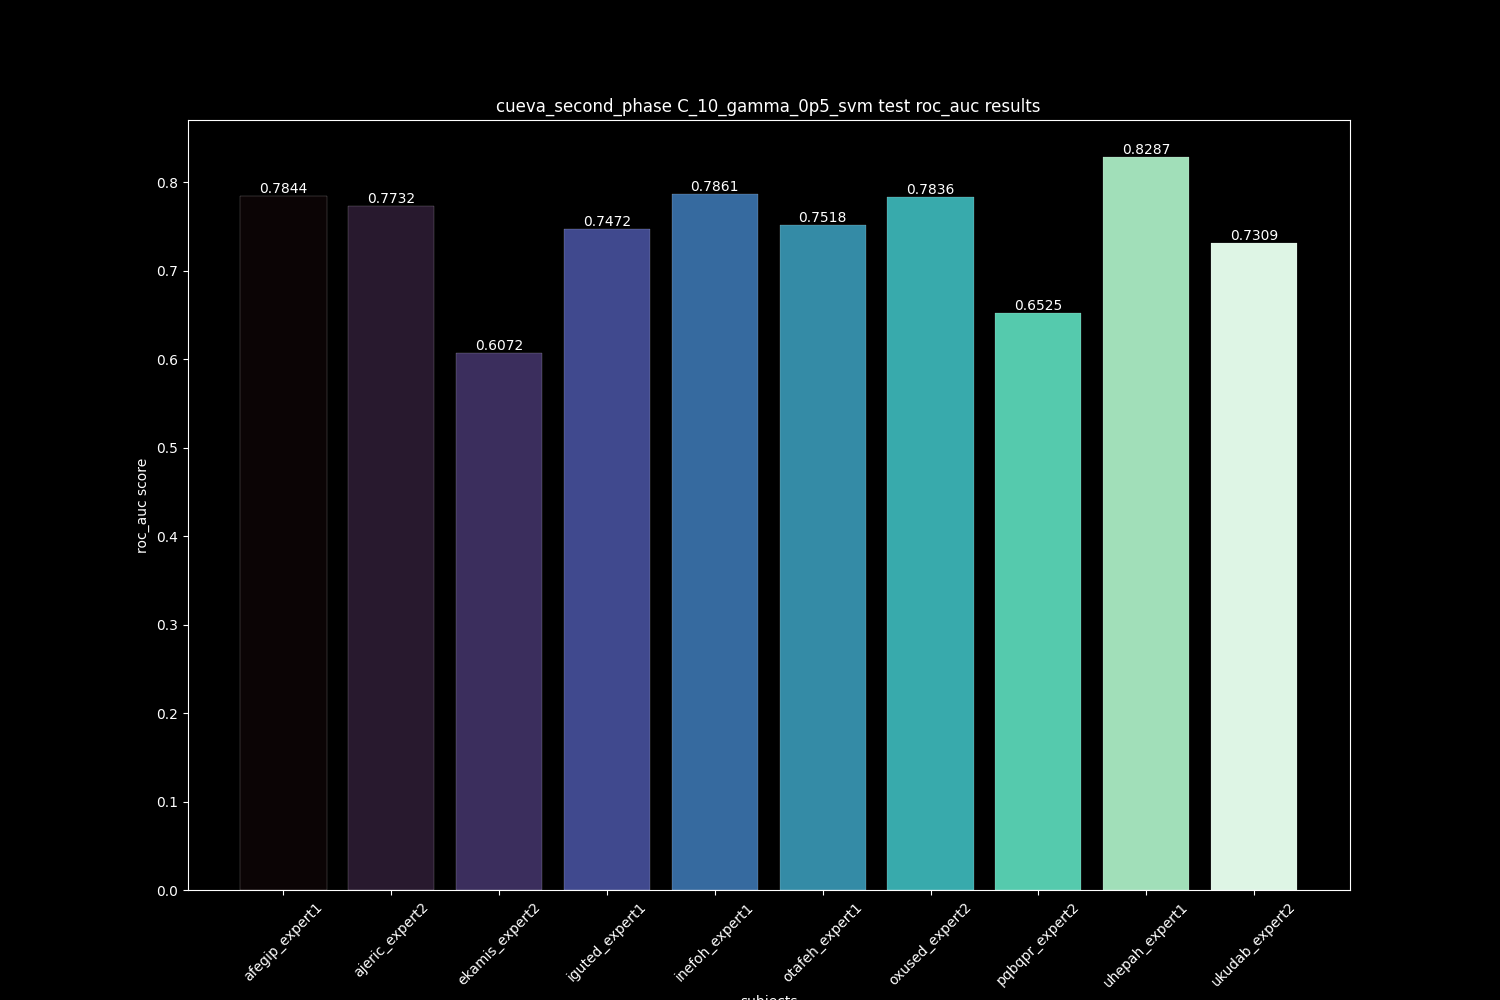 cueva_second_phase C_10_gamma_0p5_svm test roc_auc results
0.8287
0.7844
0.7861
0.7836
0.7732
0.7518
0.7472
0.7309
0.6525
0.6072
0.8
0.7
0.6
0.5
0.4
0.3
0.2
0.1
0.0
roc_auc score
afegip_expert1
ajeric_expert2
ekamis_expert2
iguted_expert1
inefoh_expert1
otafeh_expert1
oxused_expert2
pqbqpr_expert2
uhepah_expert1
ukudab_expert2
subjects